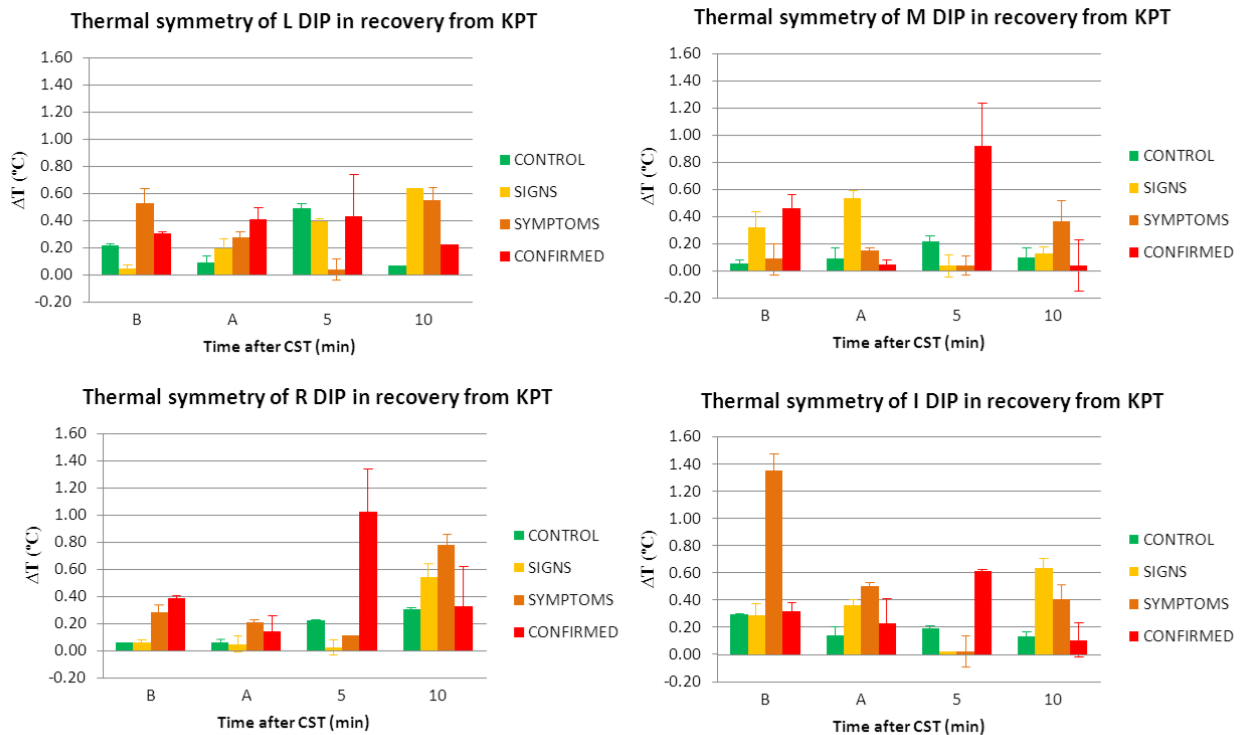 Thermal symmetry of L DIP in recovery from KPT
1.60
1.40
1.20
1.00
0.80
0.60
0.40
0.20
0.00
-0.20
ΔT (ºC)
B A 5 10
Time after CST (min)
CONTROL
SIGNS
SYMPTOMS
CONFIRMED
Thermal symmetry of M DIP in recovery from KPT
1.60
1.40
1.20
1.00
0.80
0.60
0.40
0.20
0.00
-0.20
ΔT (ºC)
B A 5 10
Time after CST (min)
CONTROL
SIGNS
SYMPTOMS
CONFIRMED
Thermal symmetry of R DIP in recovery from KPT
1.60
1.40
1.20
1.00
0.80
0.60
0.40
0.20
0.00
-0.20
ΔT (ºC)
B A 5 10
Time after CST (min)
CONTROL
SIGNS
SYMPTOMS
CONFIRMED
Thermal symmetry of I DIP in recovery from KPT
1.60
1.40
1.20
1.00
0.80
0.60
0.40
0.20
0.00
-0.20
ΔT (ºC)
B A 5 10
Time after CST (min)
CONTROL
SIGNS
SYMPTOMS
CONFIRMED